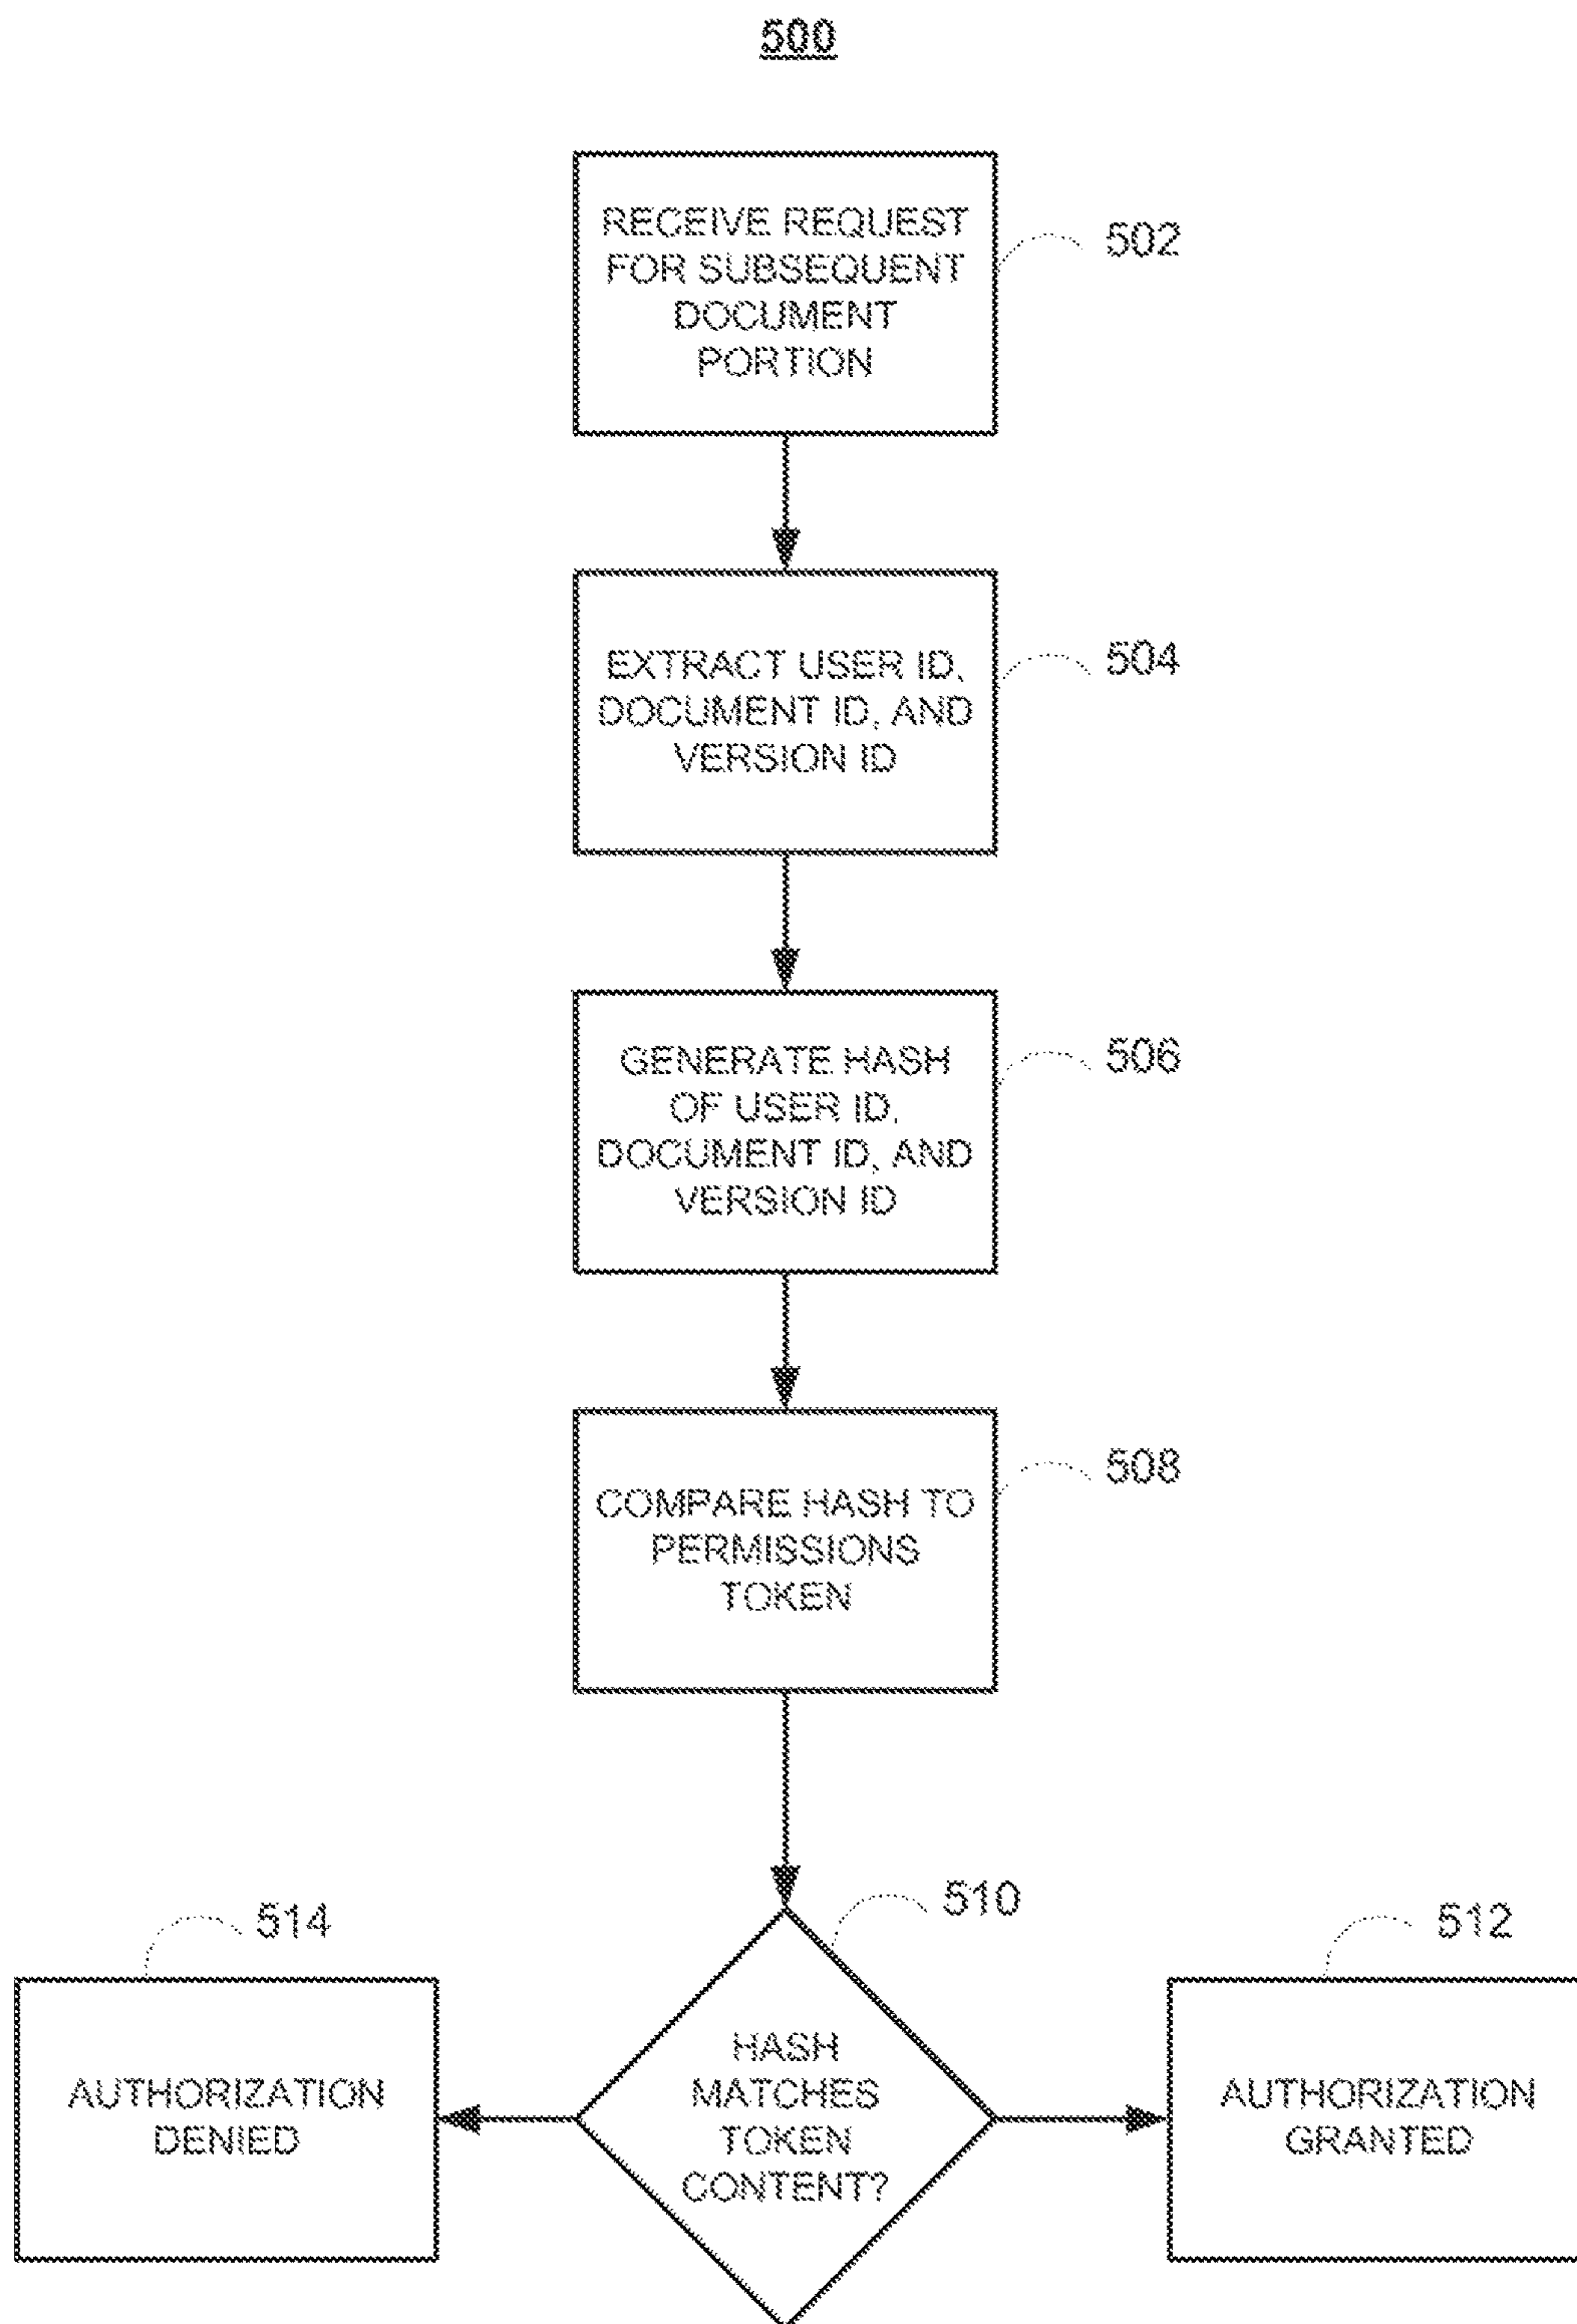 500
RECEIVE REQUEST
FOR SUBSEQUENT
DOCUMENT
PORTION
502
EXTRACT USER ID,
DOCUMENT ID, AND
VERSION ID
504
GENERATE HASH
OF USER ID,
DOCUMENT ID, AND
VERSION ID
506
COMPARE HASH TO
PERMISSIONS
TOKEN
508
510
HASH
MATCHES
TOKEN
CONTENT?
514
AUTHORIZATION
DENIED
512
AUTHORIZATION
GRANTED